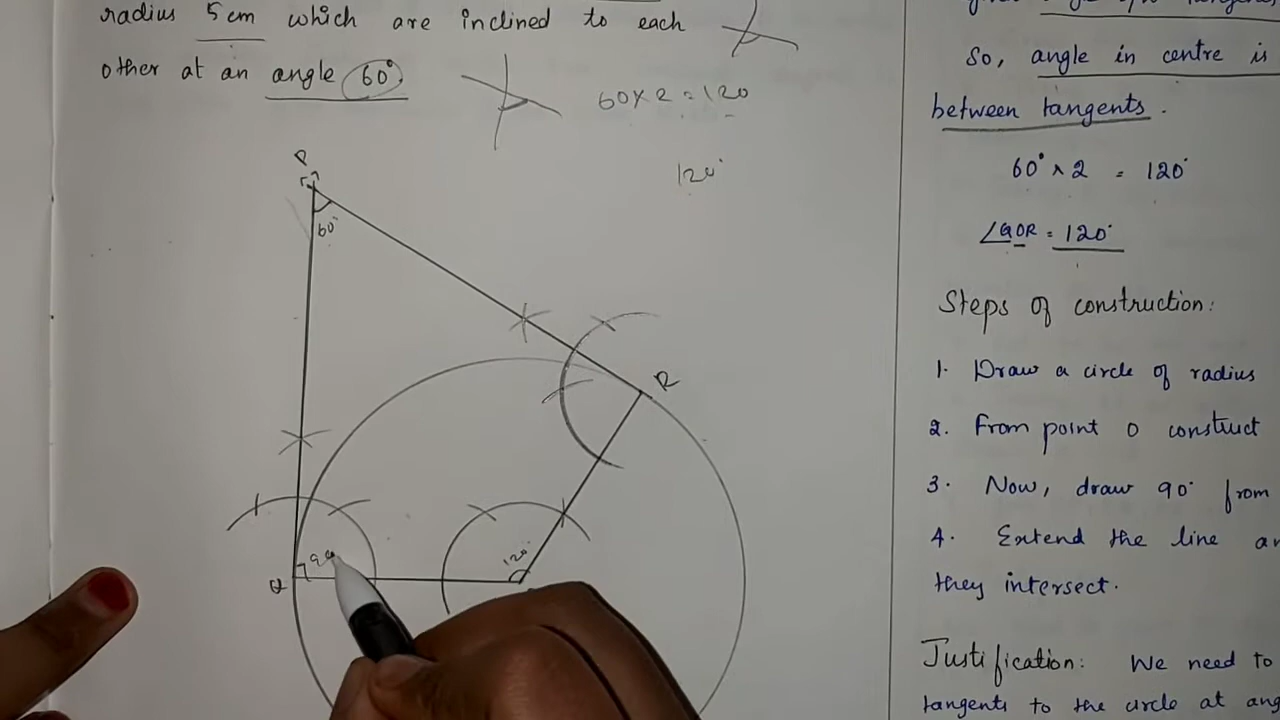 radius 5 cm which are inclined to each
other at an angle 60°.
60 x 2 = 120
120°
P
60°
R
Q
90
120°
So, angle in centre is
between tangents.
60° x 2 = 120°
∠QOR = 120°
Steps of construction:
1. Draw a circle of radius
2. From point O construct
3. Now, draw 90° from
4. Extend the line
they intersect.
Justification: We need to
tangents to the circle at